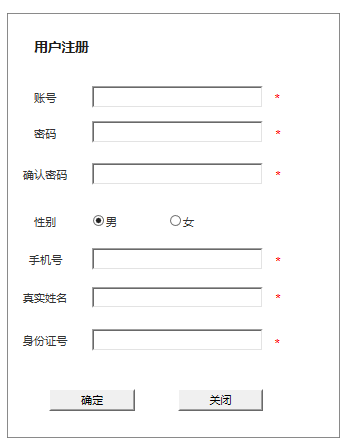 用户注册
账号 *
密码 *
确认密码 *
性别 男 女
手机号 *
真实姓名 *
身份证号 *
确定 关闭